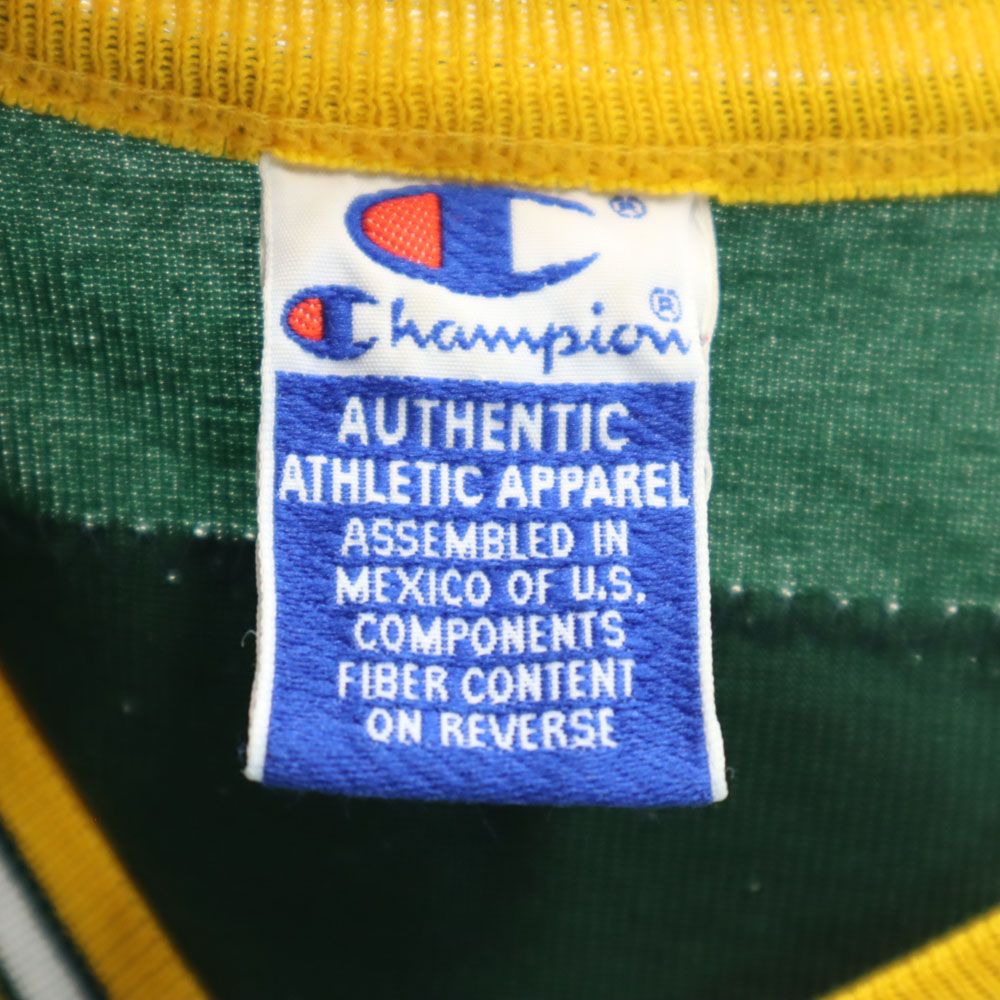 ®
Champion®
AUTHENTIC
ATHLETIC APPAREL
ASSEMBLED IN
MEXICO OF U.S.
COMPONENTS
FIBER CONTENT
ON REVERSE